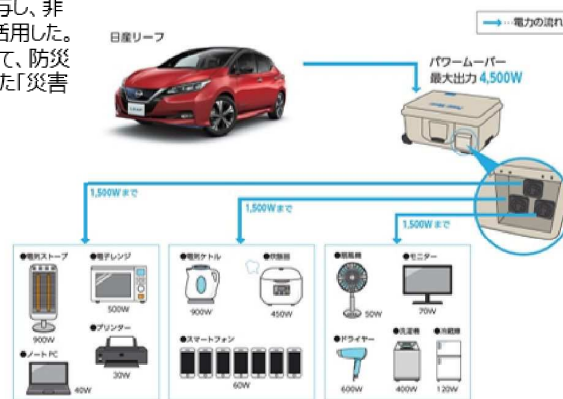 与し、非
活用した。
て、防災
た「災害
日産リーフ
→…電力の流れ
パワームーバー
最大出力 4,500W
1,500Wまで
1,500Wまで
1,500Wまで
●電気ストーブ
●電子レンジ
900W
500W
●ノートPC
●プリンター
40W
30W
●電気ケトル
●炊飯器
900W
450W
●スマートフォン
60W
●扇風機
●モニター
50W
70W
●ドライヤー
●洗濯機
●冷蔵庫
600W
400W
120W